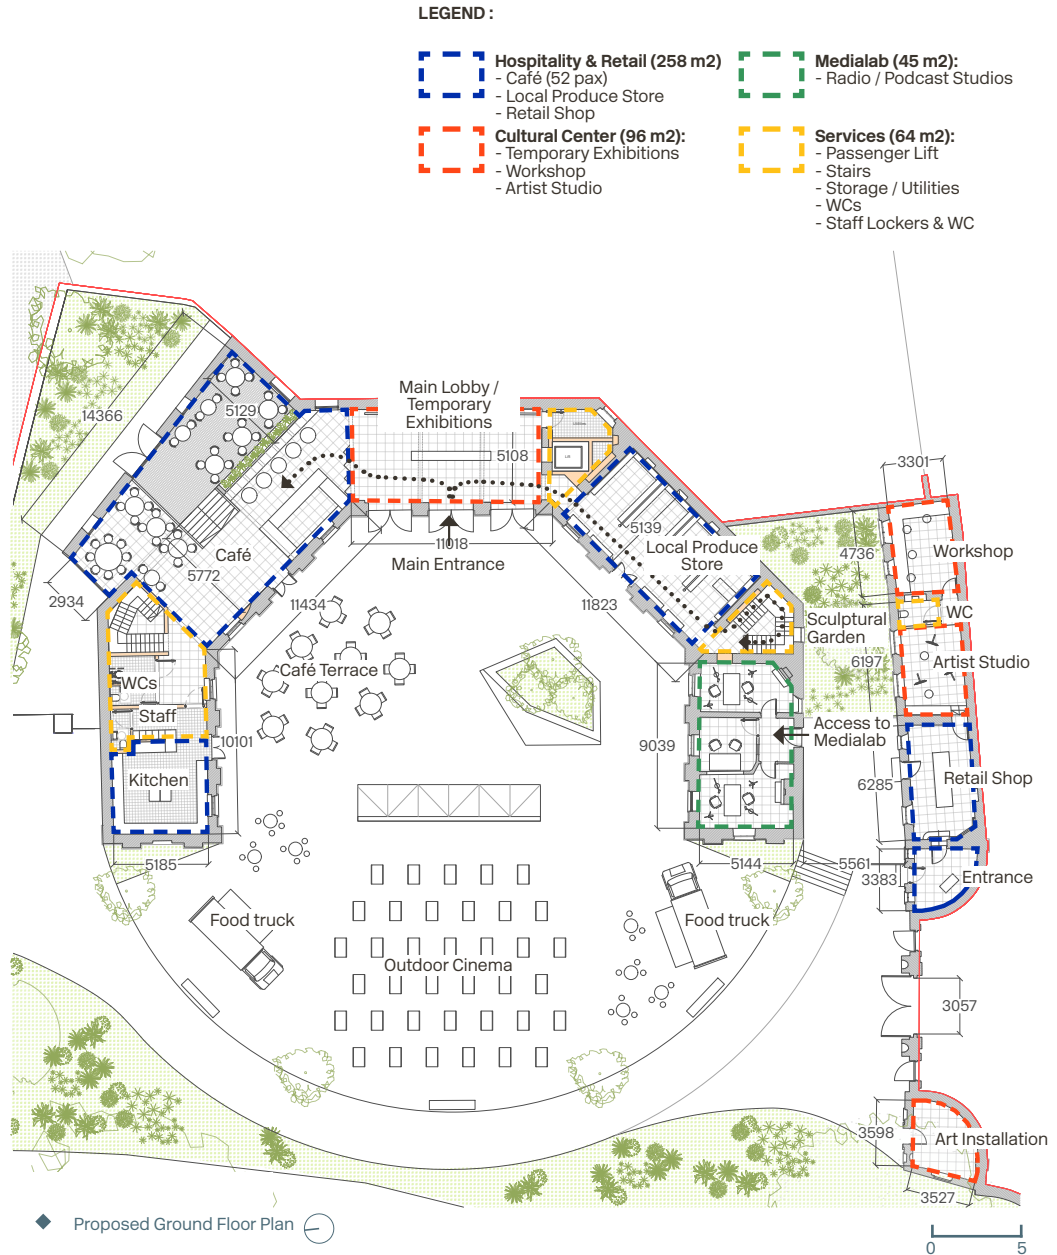 LEGEND :
Hospitality & Retail (258 m2)
- Café (52 pax)
- Local Produce Store
- Retail Shop
Medialab (45 m2):
- Radio / Podcast Studios
Cultural Center (96 m2):
- Temporary Exhibitions
- Workshop
- Artist Studio
Services (64 m2):
- Passenger Lift
- Stairs
- Storage / Utilities
- WCs
- Staff Lockers & WC
Main Lobby /
Temporary
Exhibitions
14366
5129
5108
3301
5139
Workshop
4736
Café
11018
Main Entrance
Local Produce
Store
5772
2934
11434
11823
WC
Sculptural
Garden
Café Terrace
6197
Artist Studio
WCs
Staff
10101
9039
Access to
Medialab
Kitchen
6285
Retail Shop
5185
5144
5561
3383
Entrance
Food truck
Food truck
Outdoor Cinema
3057
3598
Art Installation
3527
Proposed Ground Floor Plan
0
5